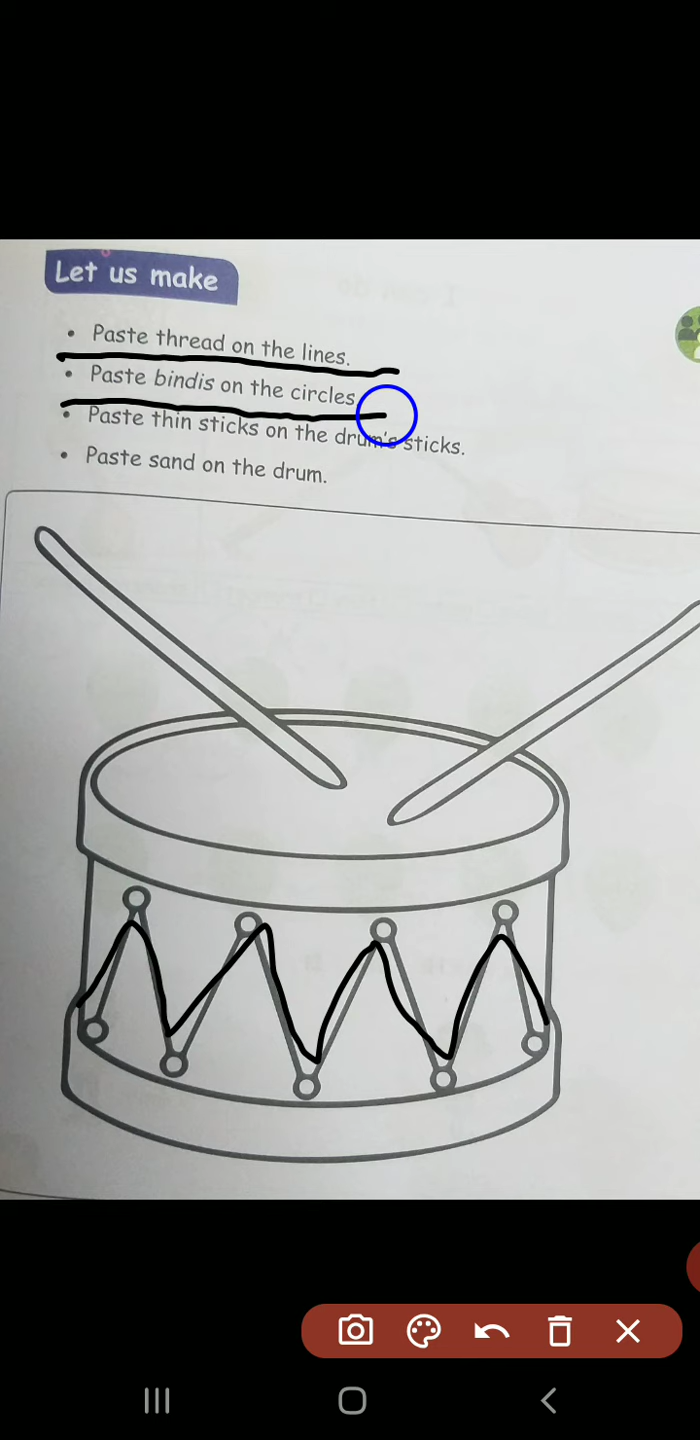 Let us make
• Paste thread on the lines.
• Paste bindis on the circles
• Paste thin sticks on the drum's sticks.
• Paste sand on the drum.